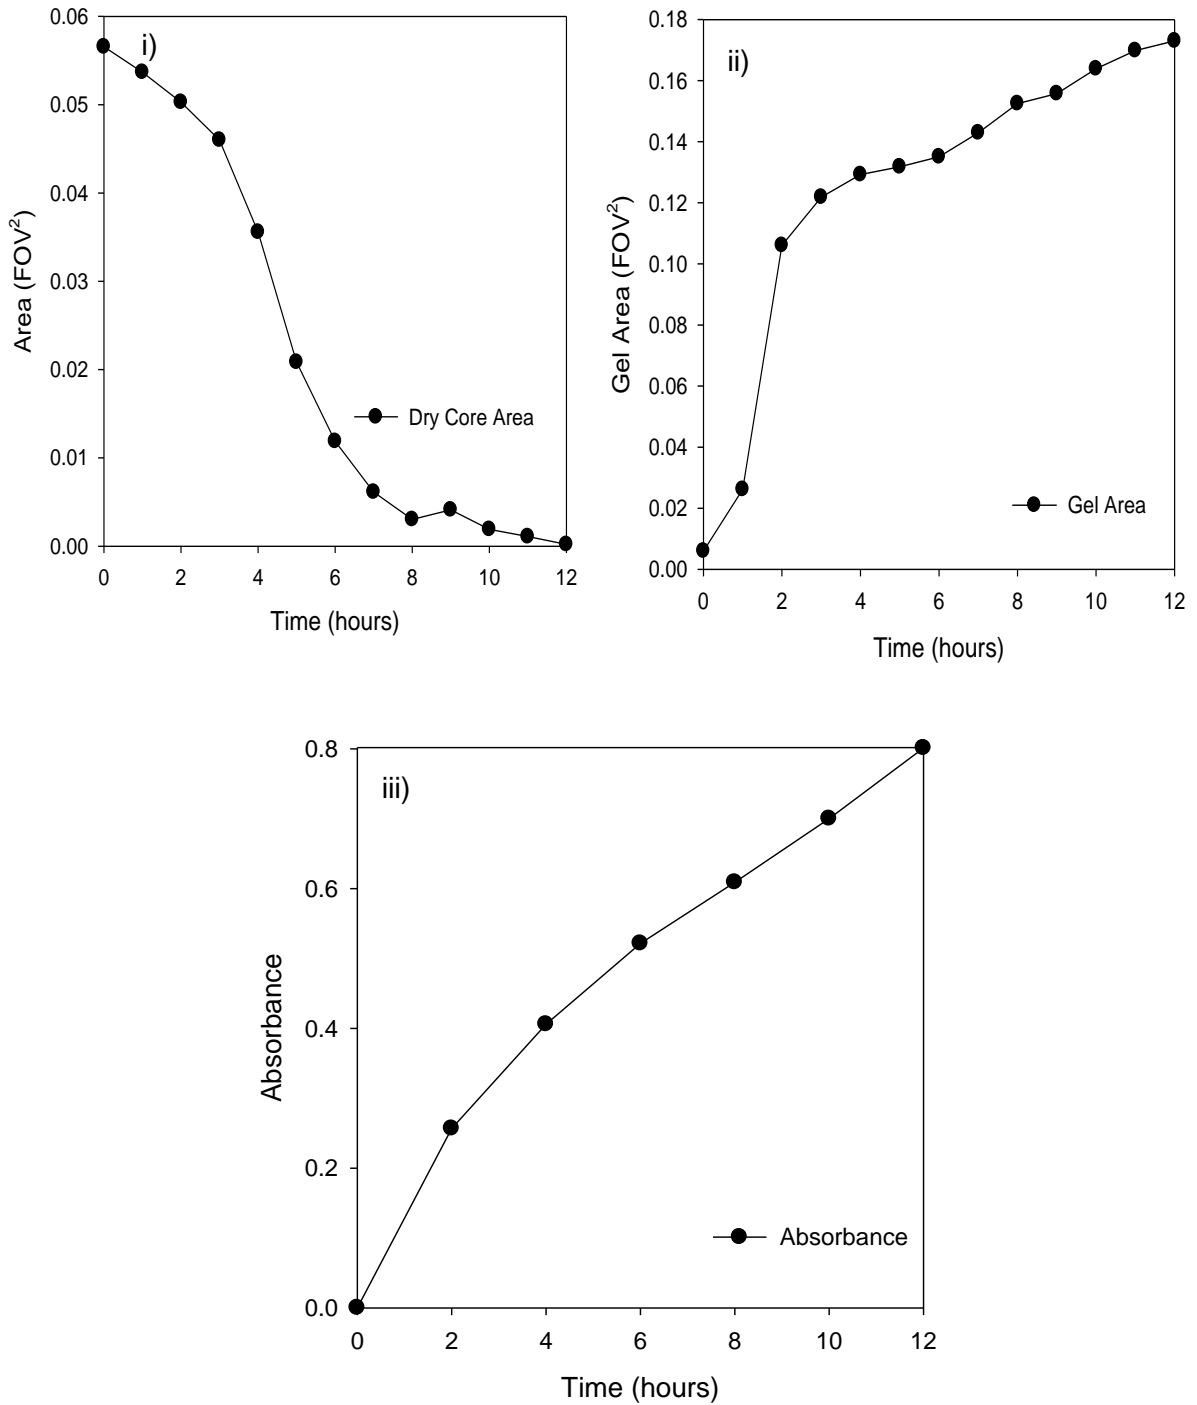 i)
Area (FOV²)
0.06
0.05
0.04
0.03
0.02
0.01
0.00
Dry Core Area
0 2 4 6 8 10 12
Time (hours)
ii)
Gel Area (FOV²)
0.18
0.16
0.14
0.12
0.10
0.08
0.06
0.04
0.02
0.00
Gel Area
0 2 4 6 8 10 12
Time (hours)
iii)
Absorbance
0.8
0.6
0.4
0.2
0.0
Absorbance
0 2 4 6 8 10 12
Time (hours)